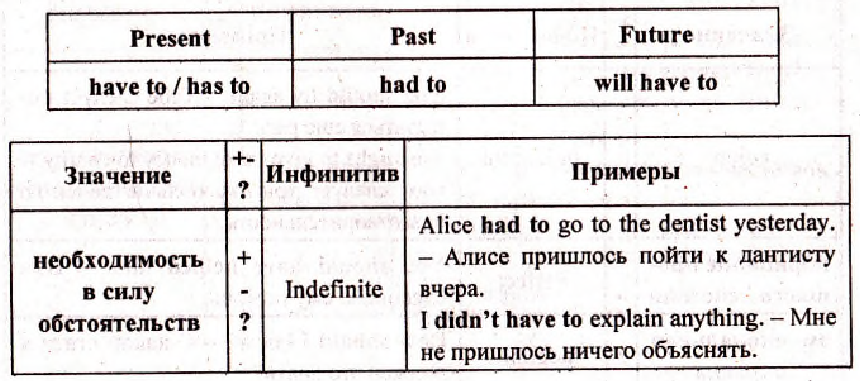 Present Past Future
have to / has to had to will have to
Значение +- ? Инфинитив Примеры
необходимость в силу обстоятельств + - ? Indefinite Alice had to go to the dentist yesterday.
– Алисе пришлось пойти к дантисту
вчера.
I didn't have to explain anything. – Мне
не пришлось ничего объяснять.